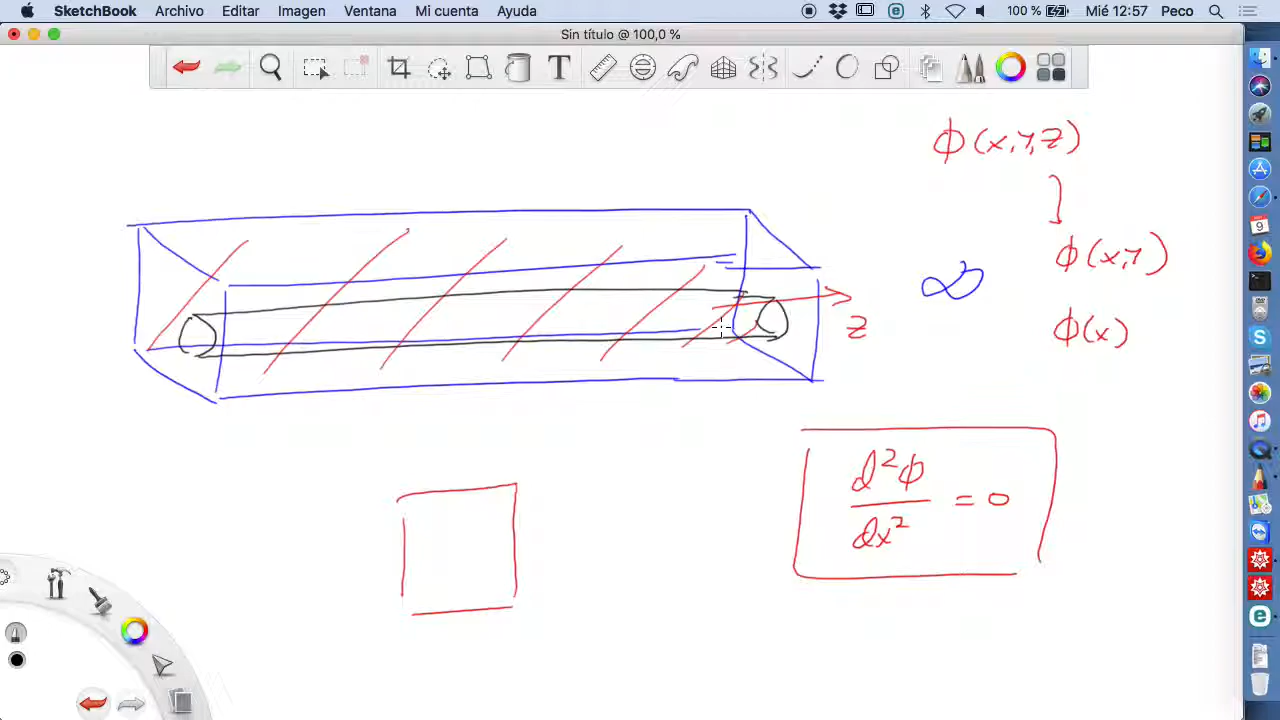 SketchBook Archivo Editar Imagen Ventana Mi cuenta Ayuda 100 % Mié 12:57 Peco
Sin título @ 100,0 %
T
ϕ(x,y,z)
ϕ(x,y)
∞
ϕ(x)
z
d²ϕ
dx²
= 0
9